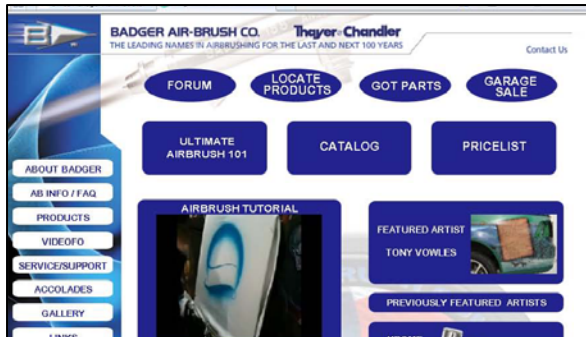 BADGER AIR-BRUSH CO. Thayer & Chandler
THE LEADING NAMES IN AIRBRUSHING FOR THE LAST AND NEXT 100 YEARS
Contact Us
FORUM
LOCATE
PRODUCTS
GOT PARTS
GARAGE
SALE
ULTIMATE
AIRBRUSH 101
CATALOG
PRICELIST
ABOUT BADGER
AB INFO / FAQ
PRODUCTS
VIDEOFO
SERVICE/SUPPORT
ACCOLADES
GALLERY
LINKS
AIRBRUSH TUTORIAL
FEATURED ARTIST
TONY VOWLES
PREVIOUSLY FEATURED ARTISTS